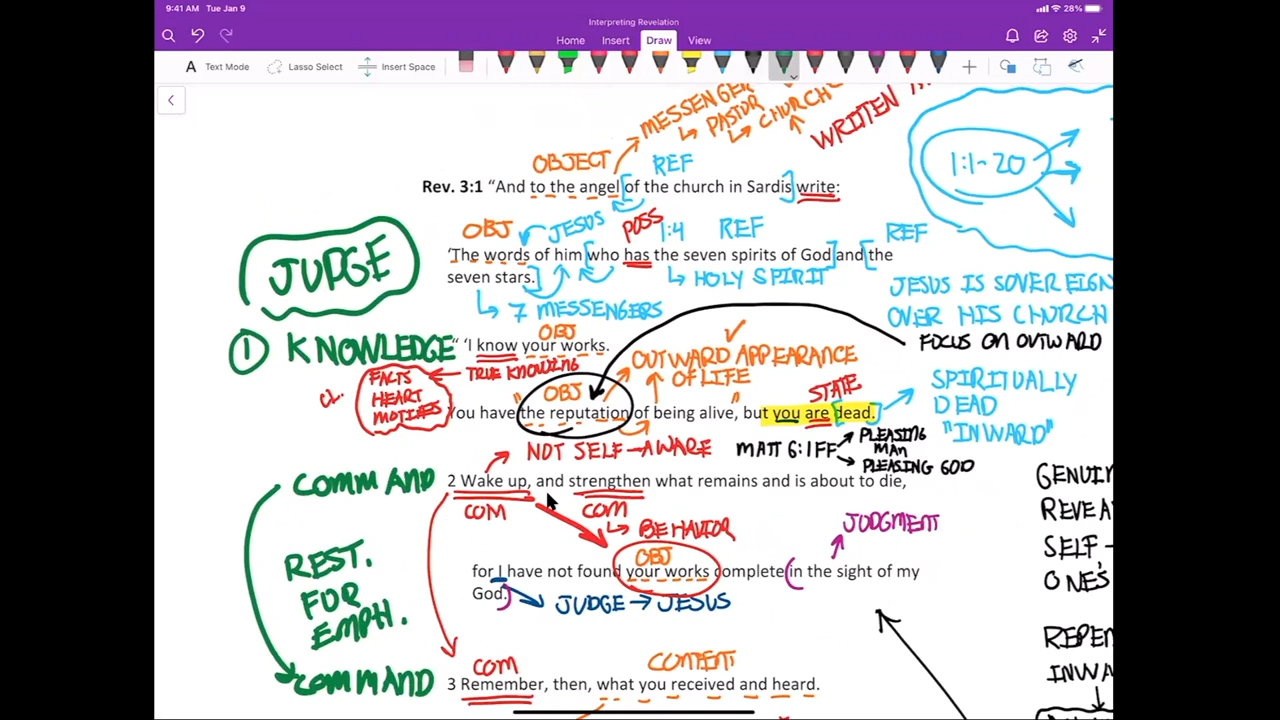 9:41 AM Tue Jan 9
28%
Interpreting Revelation
Home Insert Draw View
A Text Mode Lasso Select Insert Space
MESSENGER
↳ PASTOR
↳ CHURCH
WRITTEN
OBJECT
REF
1:1-20
Rev. 3:1 “And to the angel of the church in Sardis write:
OBJ
JESUS
POSS
1:4
REF
REF
JUDGE
‘The words of him who has the seven spirits of God and the
seven stars.
↳ HOLY SPIRIT
↳ 7 MESSENGERS
JESUS IS SOVEREIGN
OVER HIS CHURCH
FOCUS ON OUTWARD
① KNOWLEDGE
OBJ
“ ‘I know your works.
TRUE KNOWING
FACTS
HEART
MOTIVES
OUTWARD APPEARANCE
OF LIFE
OBJ
STATE
SPIRITUALLY
DEAD
"INWARD"
You have the reputation of being alive, but you are dead.
NOT SELF-AWARE
MATT 6:1FF
PLEASING
MAN
PLEASING GOD
COMMAND
2 Wake up, and strengthen what remains and is about to die,
COM
COM
↳ BEHAVIOR
JUDGMENT
GENUIN
REVEA
SELF-
ONE'S
REST.
FOR
EMPH.
OBJ
for I have not found your works complete in the sight of my
God.
JUDGE → JESUS
REPEN
INWA
COM
CONTENT
COMMAND
3 Remember, then, what you received and heard.